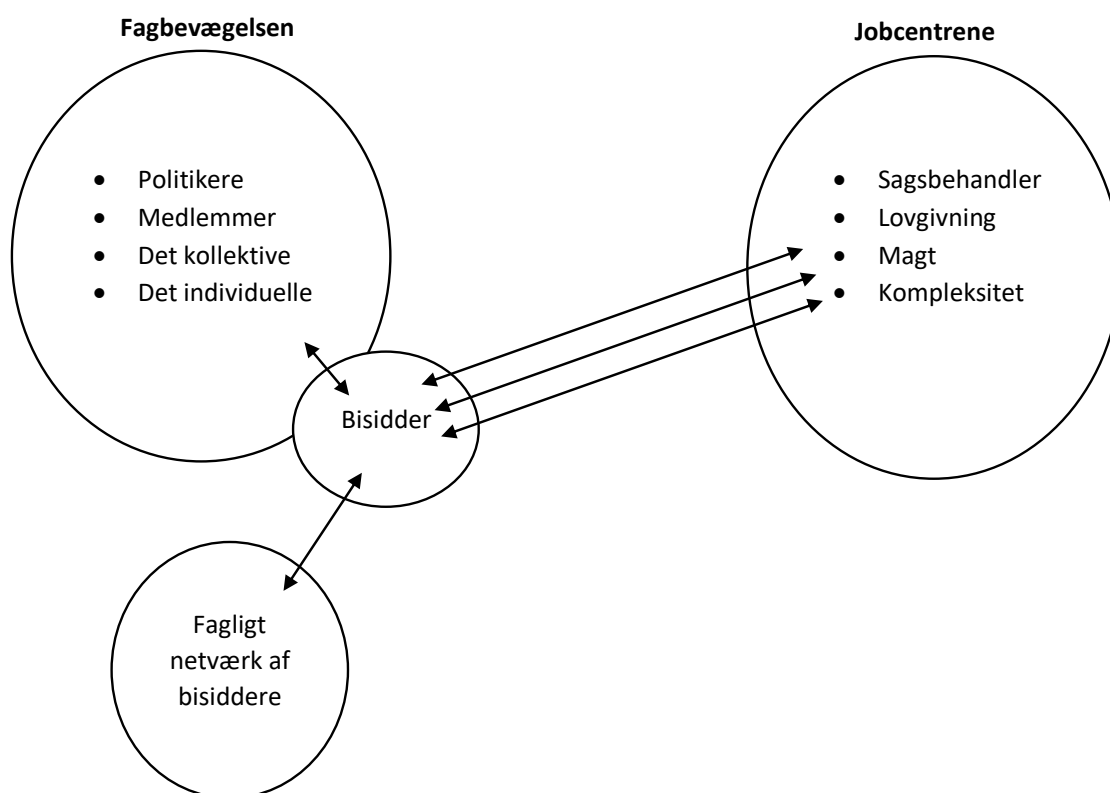 Fagbevægelsen
Jobcentrene
• Politikere
• Medlemmer
• Det kollektive
• Det individuelle
• Sagsbehandler
• Lovgivning
• Magt
• Kompleksitet
Bisidder
Fagligt
netværk af
bisiddere